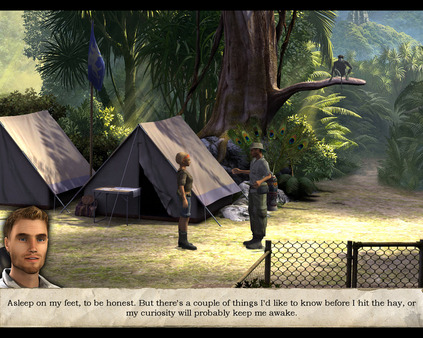 Asleep on my feet, to be honest. But there's a couple of things I'd like to know before I hit the hay, or
my curiosity will probably keep me awake.